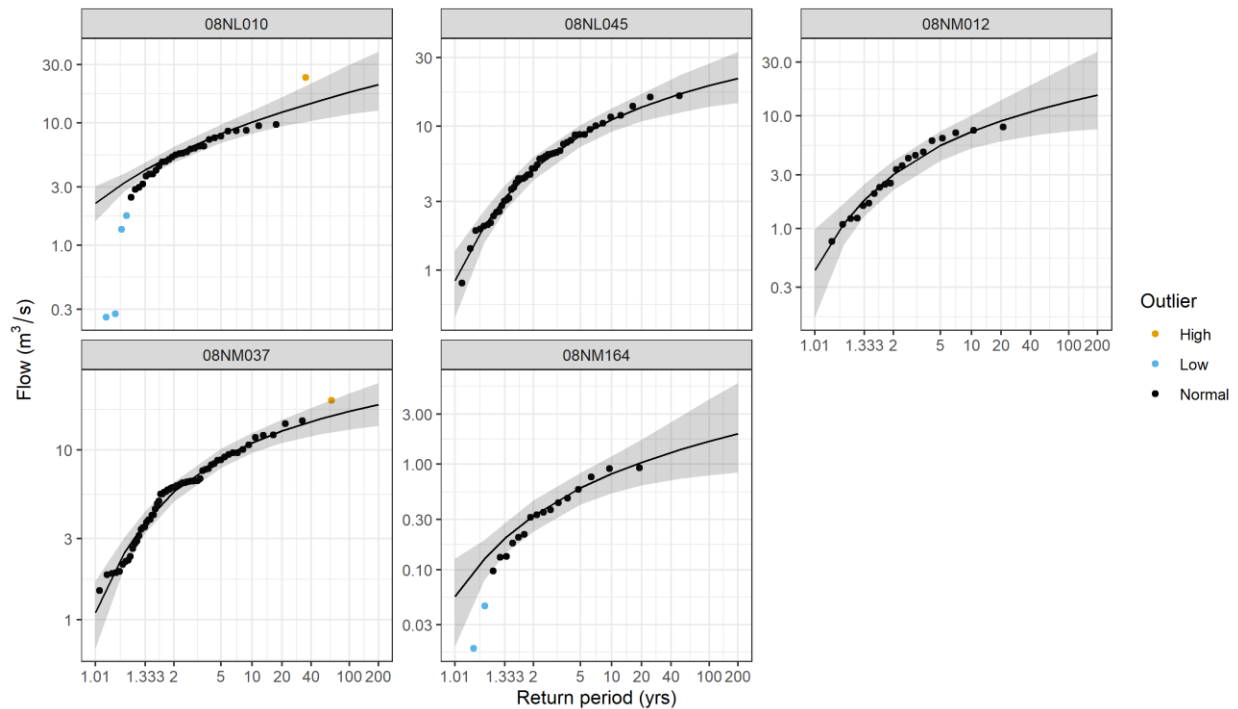 08NL010 08NL045 08NM012
30.0 30 30.0
10.0 10 10.0
3.0 3 3.0
1.0 1 1.0
0.3 0.3
1.01 1.333 2 5 10 20 40 100 200
Flow (m³/s)
08NM037 08NM164
10 3.00
3 1.00
1 0.30
0.10
0.03
1.01 1.333 2 5 10 20 40 100 200 1.01 1.333 2 5 10 20 40 100 200
Return period (yrs)
Outlier
High
Low
Normal